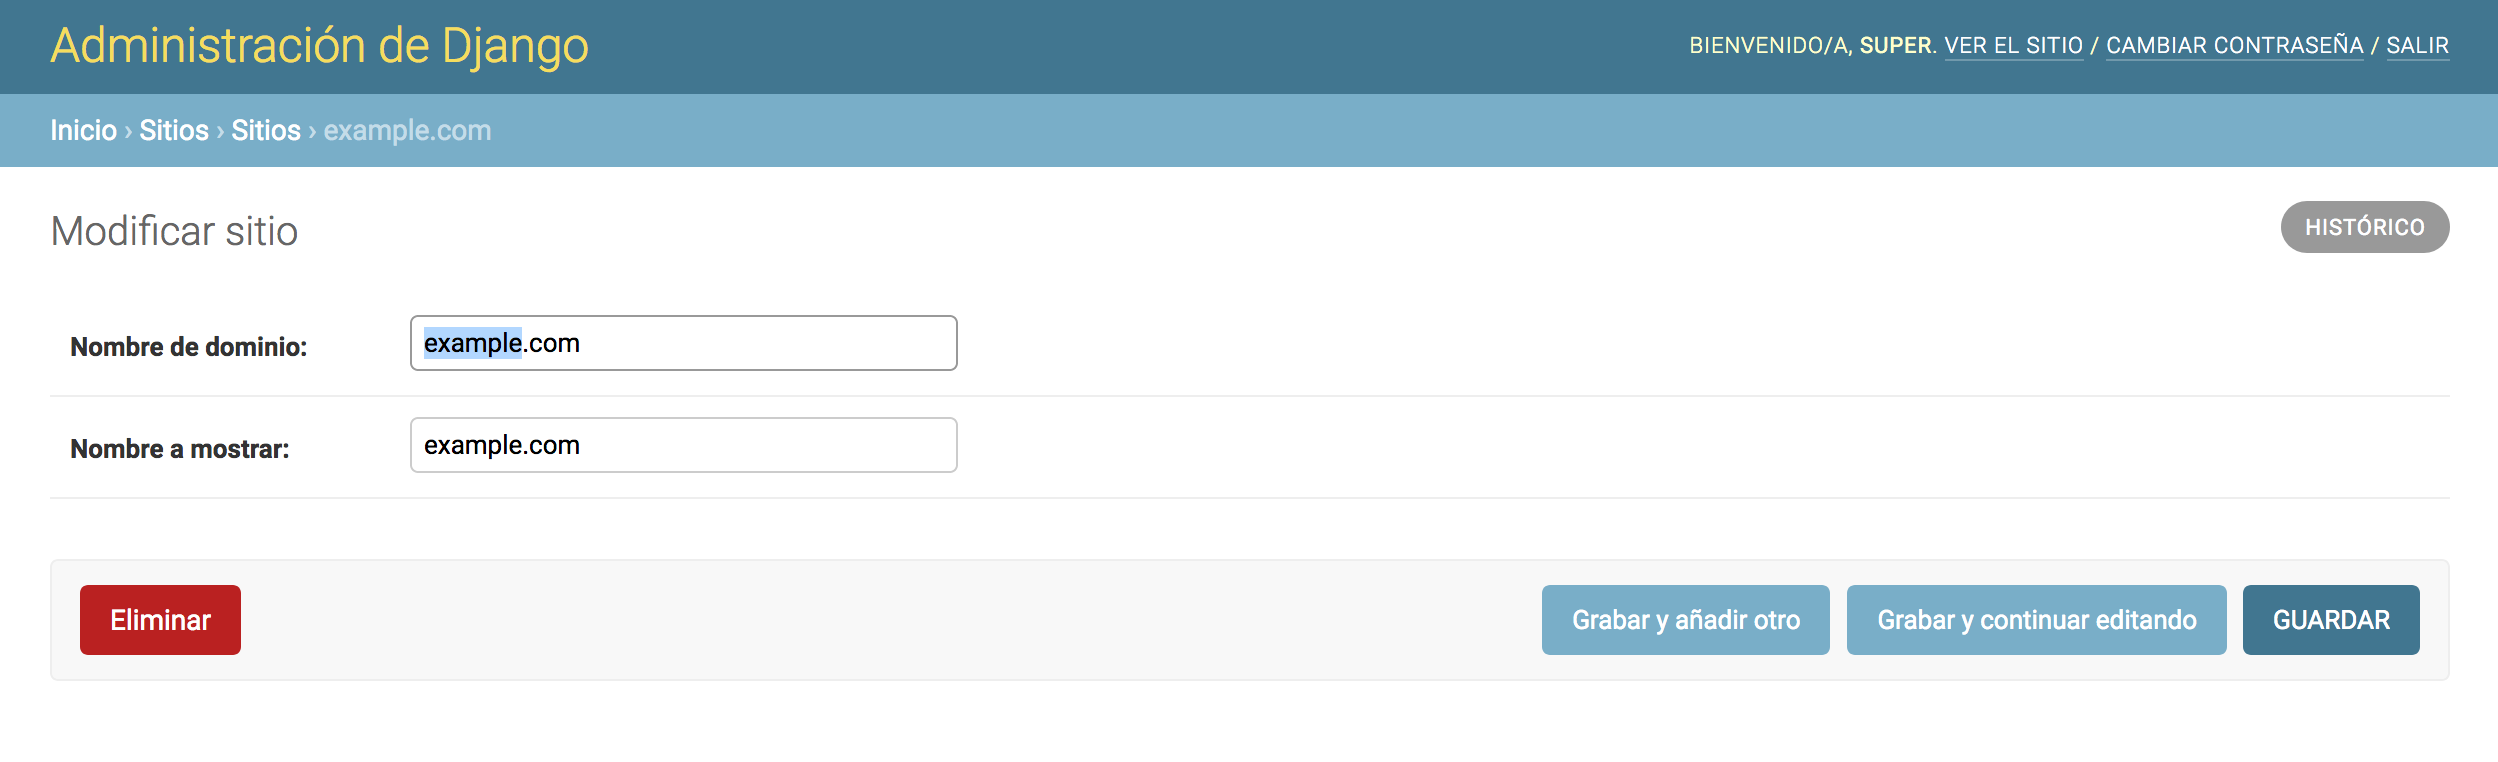 Administración de Django
BIENVENIDO/A, SUPER. VER EL SITIO / CAMBIAR CONTRASEÑA / SALIR
Inicio › Sitios › Sitios › example.com
Modificar sitio
HISTÓRICO
Nombre de dominio: example.com
Nombre a mostrar: example.com
Eliminar Grabar y añadir otro Grabar y continuar editando GUARDAR